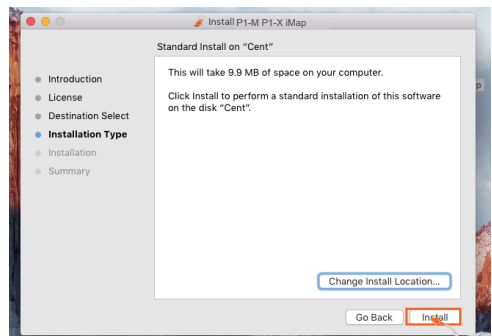 Install P1-M P1-X iMap
Standard Install on “Cent”
Introduction
License
Destination Select
Installation Type
Installation
Summary
This will take 9.9 MB of space on your computer.
Click Install to perform a standard installation of this software
on the disk “Cent”.
Change Install Location...
Go Back
Install
p